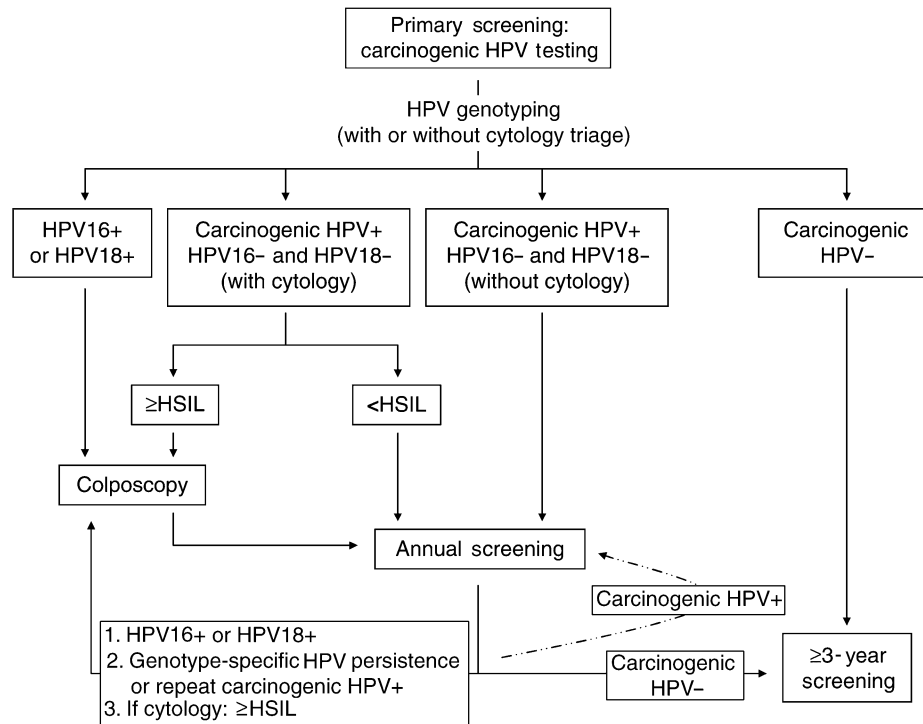 Primary screening:
carcinogenic HPV testing
HPV genotyping
(with or without cytology triage)
HPV16+
or HPV18+
Carcinogenic HPV+
HPV16– and HPV18–
(with cytology)
Carcinogenic HPV+
HPV16– and HPV18–
(without cytology)
Carcinogenic
HPV–
≥HSIL
<HSIL
Colposcopy
Annual screening
Carcinogenic HPV+
1. HPV16+ or HPV18+
2. Genotype-specific HPV persistence
or repeat carcinogenic HPV+
3. If cytology: ≥HSIL
Carcinogenic
HPV–
≥3- year
screening